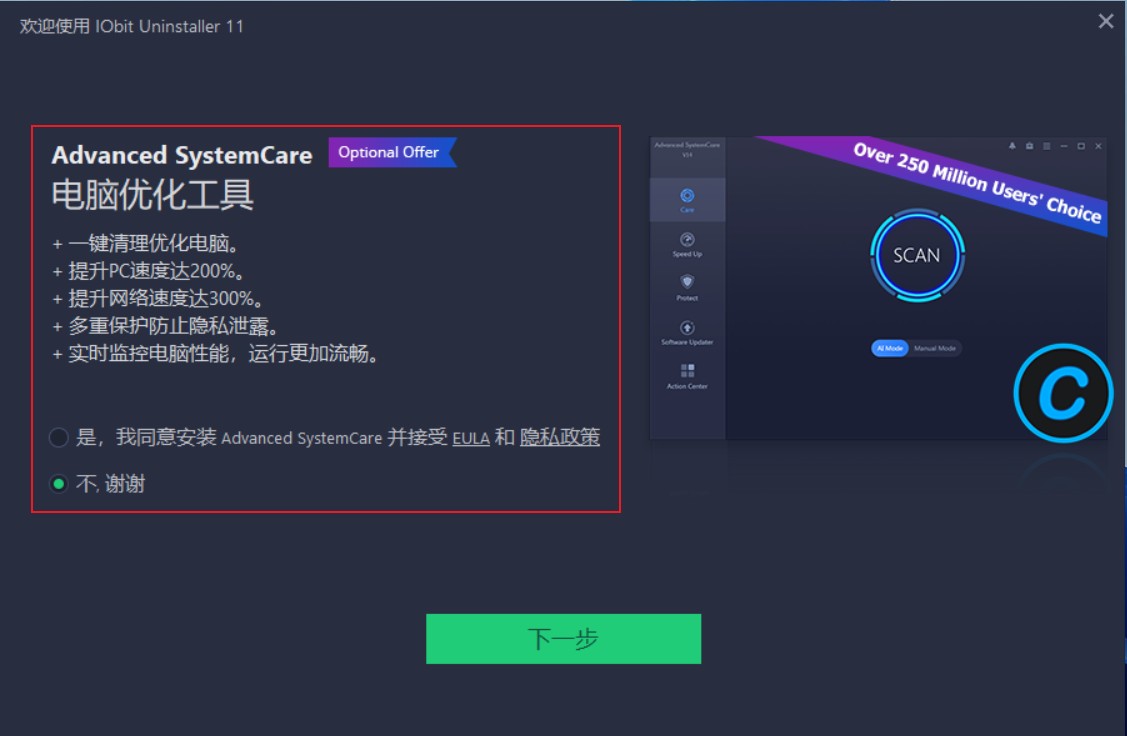 欢迎使用 IObit Uninstaller 11
Advanced SystemCare
Optional Offer
电脑优化工具
+ 一键清理优化电脑。
+ 提升PC速度达200%。
+ 提升网络速度达300%。
+ 多重保护防止隐私泄露。
+ 实时监控电脑性能，运行更加流畅。
是，我同意安装 Advanced SystemCare 并接受 EULA 和 隐私政策
不, 谢谢
Advanced SystemCare
V14
Over 250 Million Users' Choice
Care
Speed Up
Protect
Software Updater
Action Center
SCAN
AI Mode
Manual Mode
C
下一步